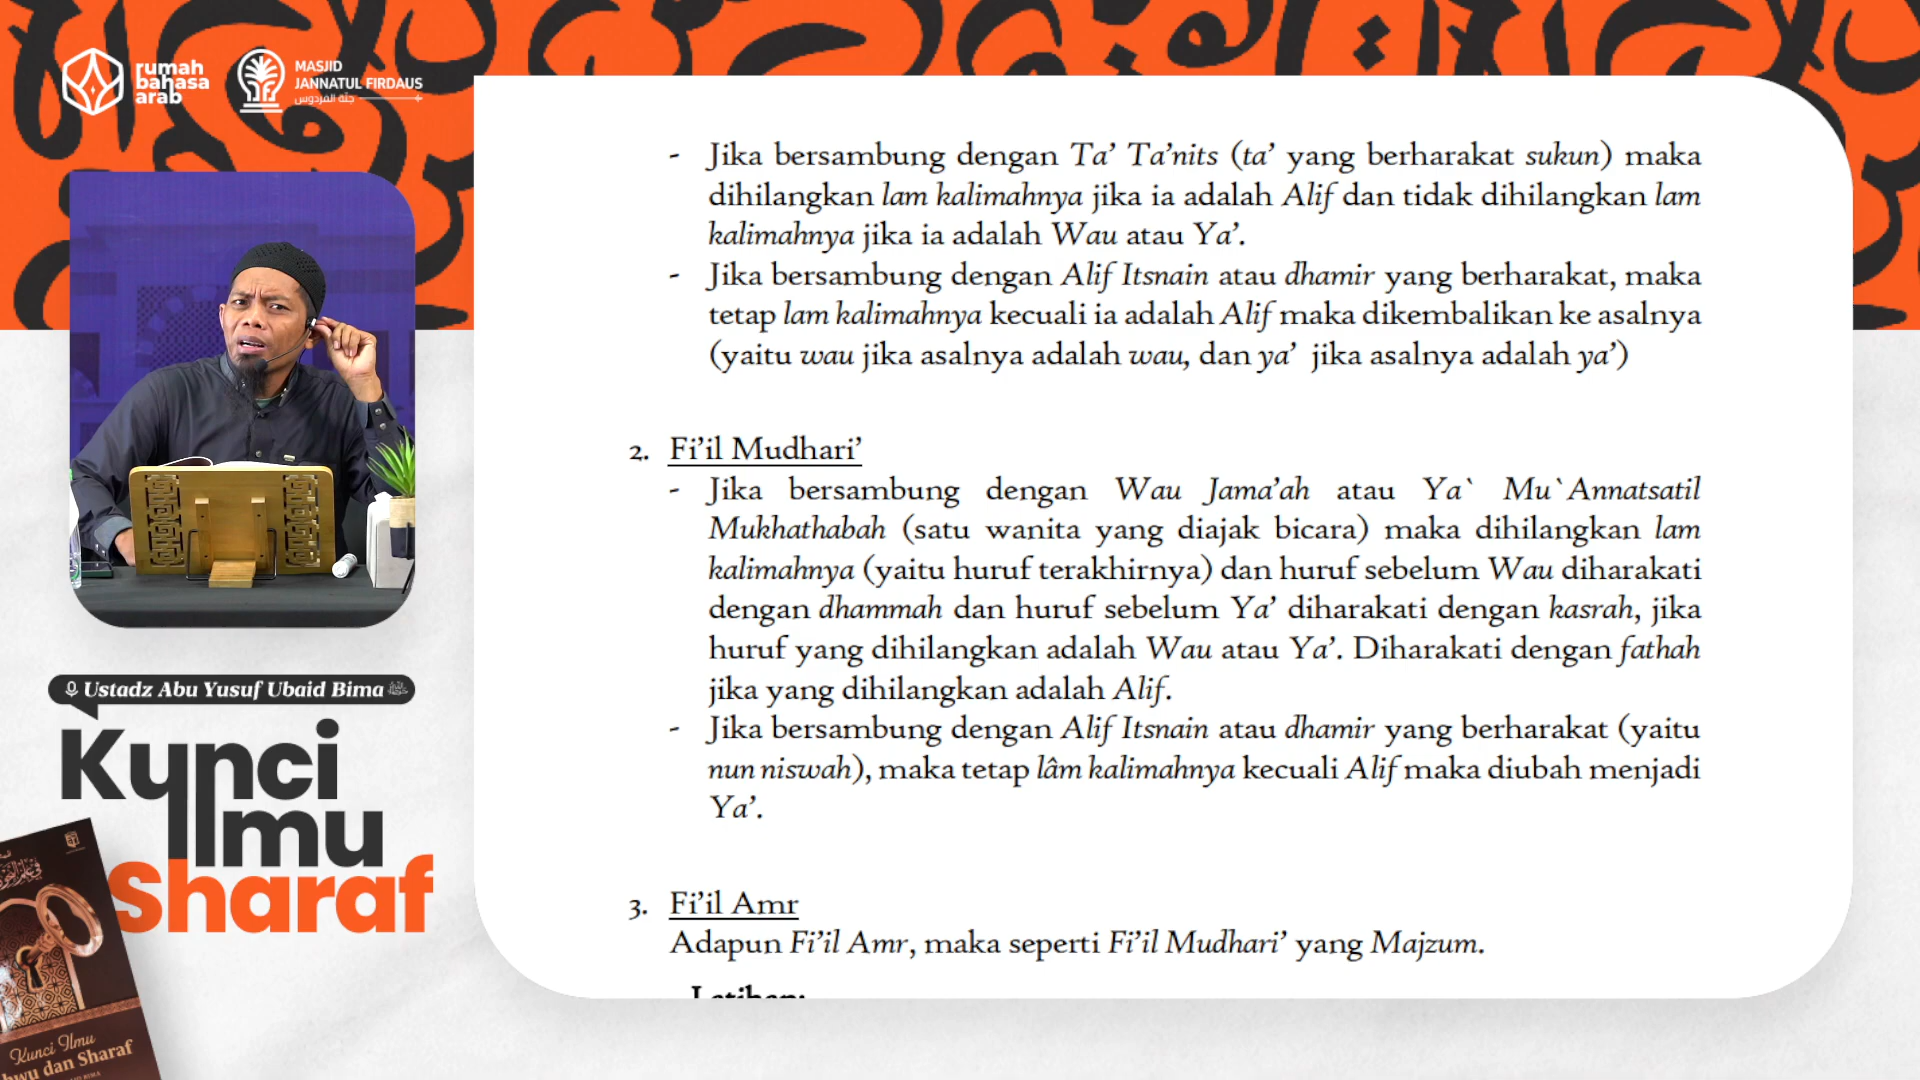 rumah
bahasa
arab
MASJID
JANNATUL FIRDAUS
جنّة الفردوس
- Jika bersambung dengan Ta’ Ta’nits (ta’ yang berharakat sukun) maka
dihilangkan lam kalimahnya jika ia adalah Alif dan tidak dihilangkan lam
kalimahnya jika ia adalah Wau atau Ya’.
- Jika bersambung dengan Alif Itsnain atau dhamir yang berharakat, maka
tetap lam kalimahnya kecuali ia adalah Alif maka dikembalikan ke asalnya
(yaitu wau jika asalnya adalah wau, dan ya’ jika asalnya adalah ya’)
2. Fi’il Mudhari’
- Jika bersambung dengan Wau Jama’ah atau Ya` Mu`Annatsatil
Mukhathabah (satu wanita yang diajak bicara) maka dihilangkan lam
kalimahnya (yaitu huruf terakhirnya) dan huruf sebelum Wau diharakati
dengan dhammah dan huruf sebelum Ya’ diharakati dengan kasrah, jika
huruf yang dihilangkan adalah Wau atau Ya’. Diharakati dengan fathah
jika yang dihilangkan adalah Alif.
- Jika bersambung dengan Alif Itsnain atau dhamir yang berharakat (yaitu
nun niswah), maka tetap lâm kalimahnya kecuali Alif maka diubah menjadi
Ya’.
3. Fi’il Amr
Adapun Fi’il Amr, maka seperti Fi’il Mudhari’ yang Majzum.
Latihan:
Ustadz Abu Yusuf Ubaid Bima
Kunci
Ilmu
Sharaf
Kunci Ilmu
hwu dan Sharaf